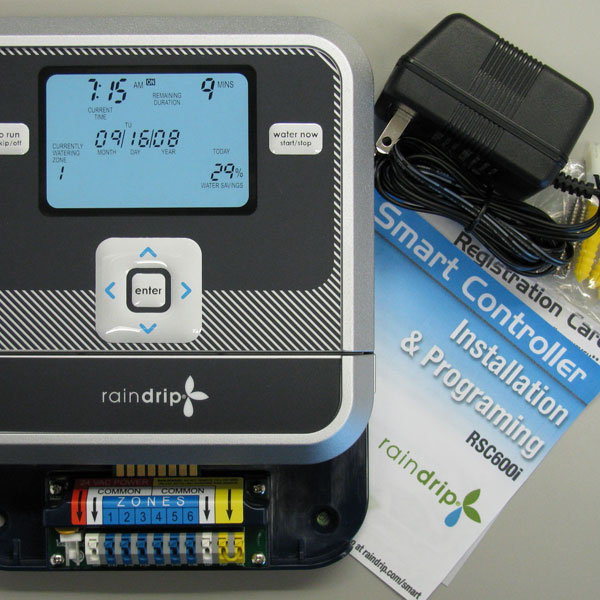 7:15 AM ON REMAINING DURATION 9 MINS
CURRENT TIME
TU
09/16/08
MONTH DAY YEAR
CURRENTLY WATERING ZONE
1
TODAY
29%
WATER SAVINGS
o run
kip/off
water now
start/stop
enter
raindrip
24 VAC POWER
COMMON COMMON
ZONES
1 2 3 4 5 6
Registration Card
Smart Controller
Installation
& Programing
RSC600i
raindrip
at raindrip.com/smart